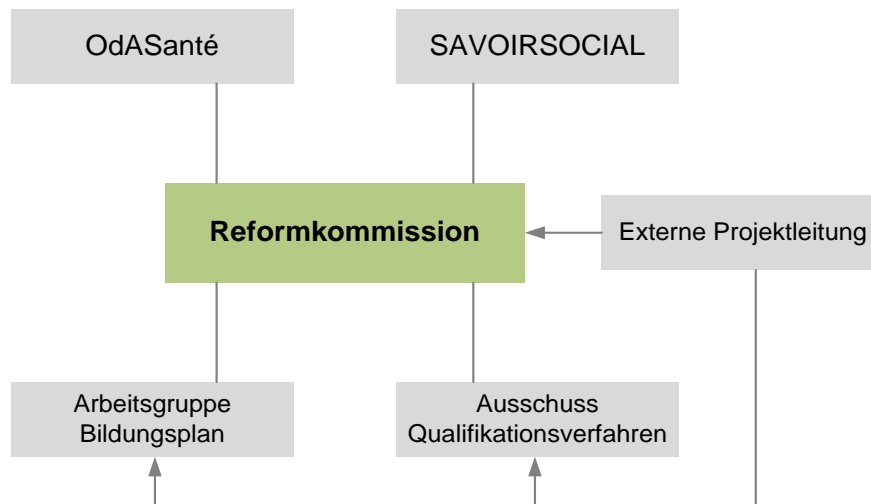 OdASanté
SAVOIRSOCIAL
Reformkommission
Externe Projektleitung
Arbeitsgruppe
Bildungsplan
Ausschuss
Qualifikationsverfahren